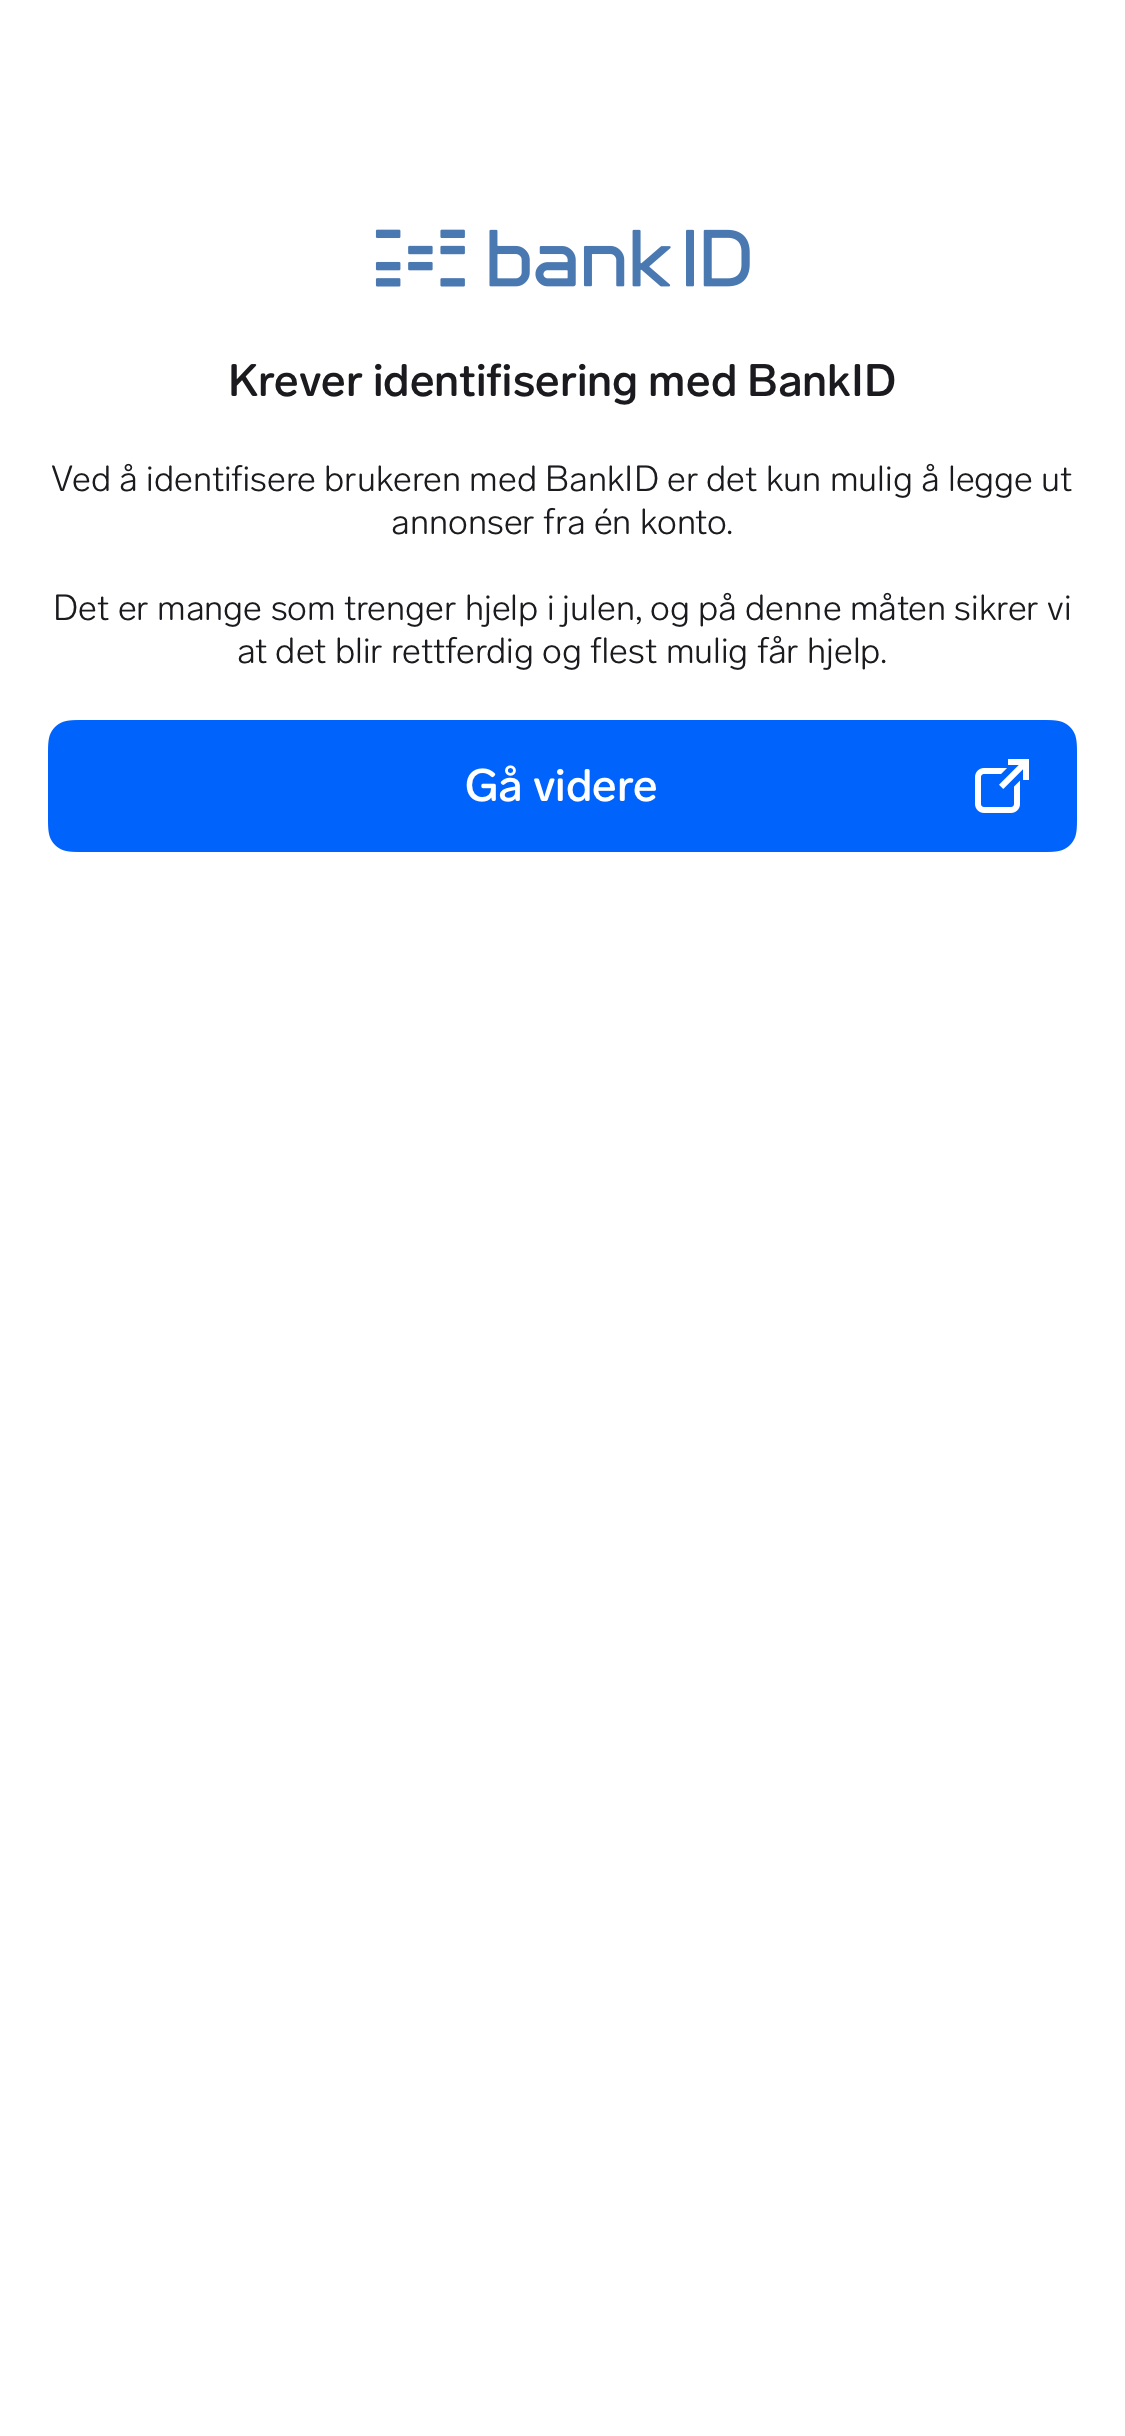 bankID
Krever identifisering med BankID
Ved å identifisere brukeren med BankID er det kun mulig å legge ut
annonser fra én konto.
Det er mange som trenger hjelp i julen, og på denne måten sikrer vi
at det blir rettferdig og flest mulig får hjelp.
Gå videre